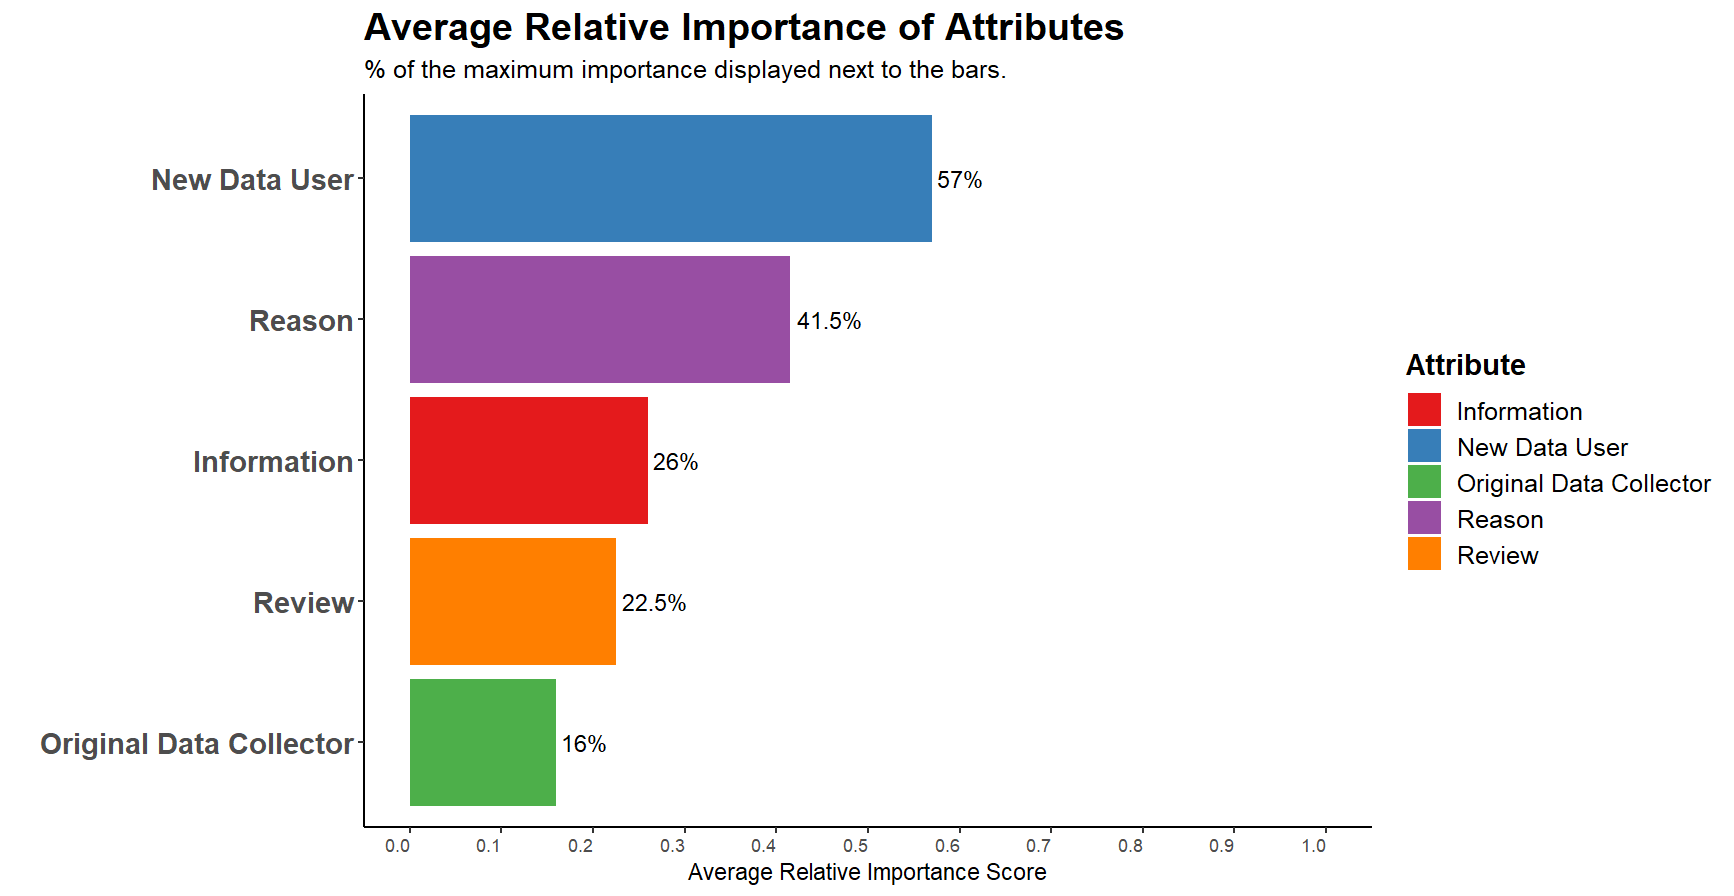 Average Relative Importance of Attributes
% of the maximum importance displayed next to the bars.
New Data User
57%
Reason
41.5%
Information
26%
Review
22.5%
Original Data Collector
16%
0.0 0.1 0.2 0.3 0.4 0.5 0.6 0.7 0.8 0.9 1.0
Average Relative Importance Score
Attribute
Information
New Data User
Original Data Collector
Reason
Review